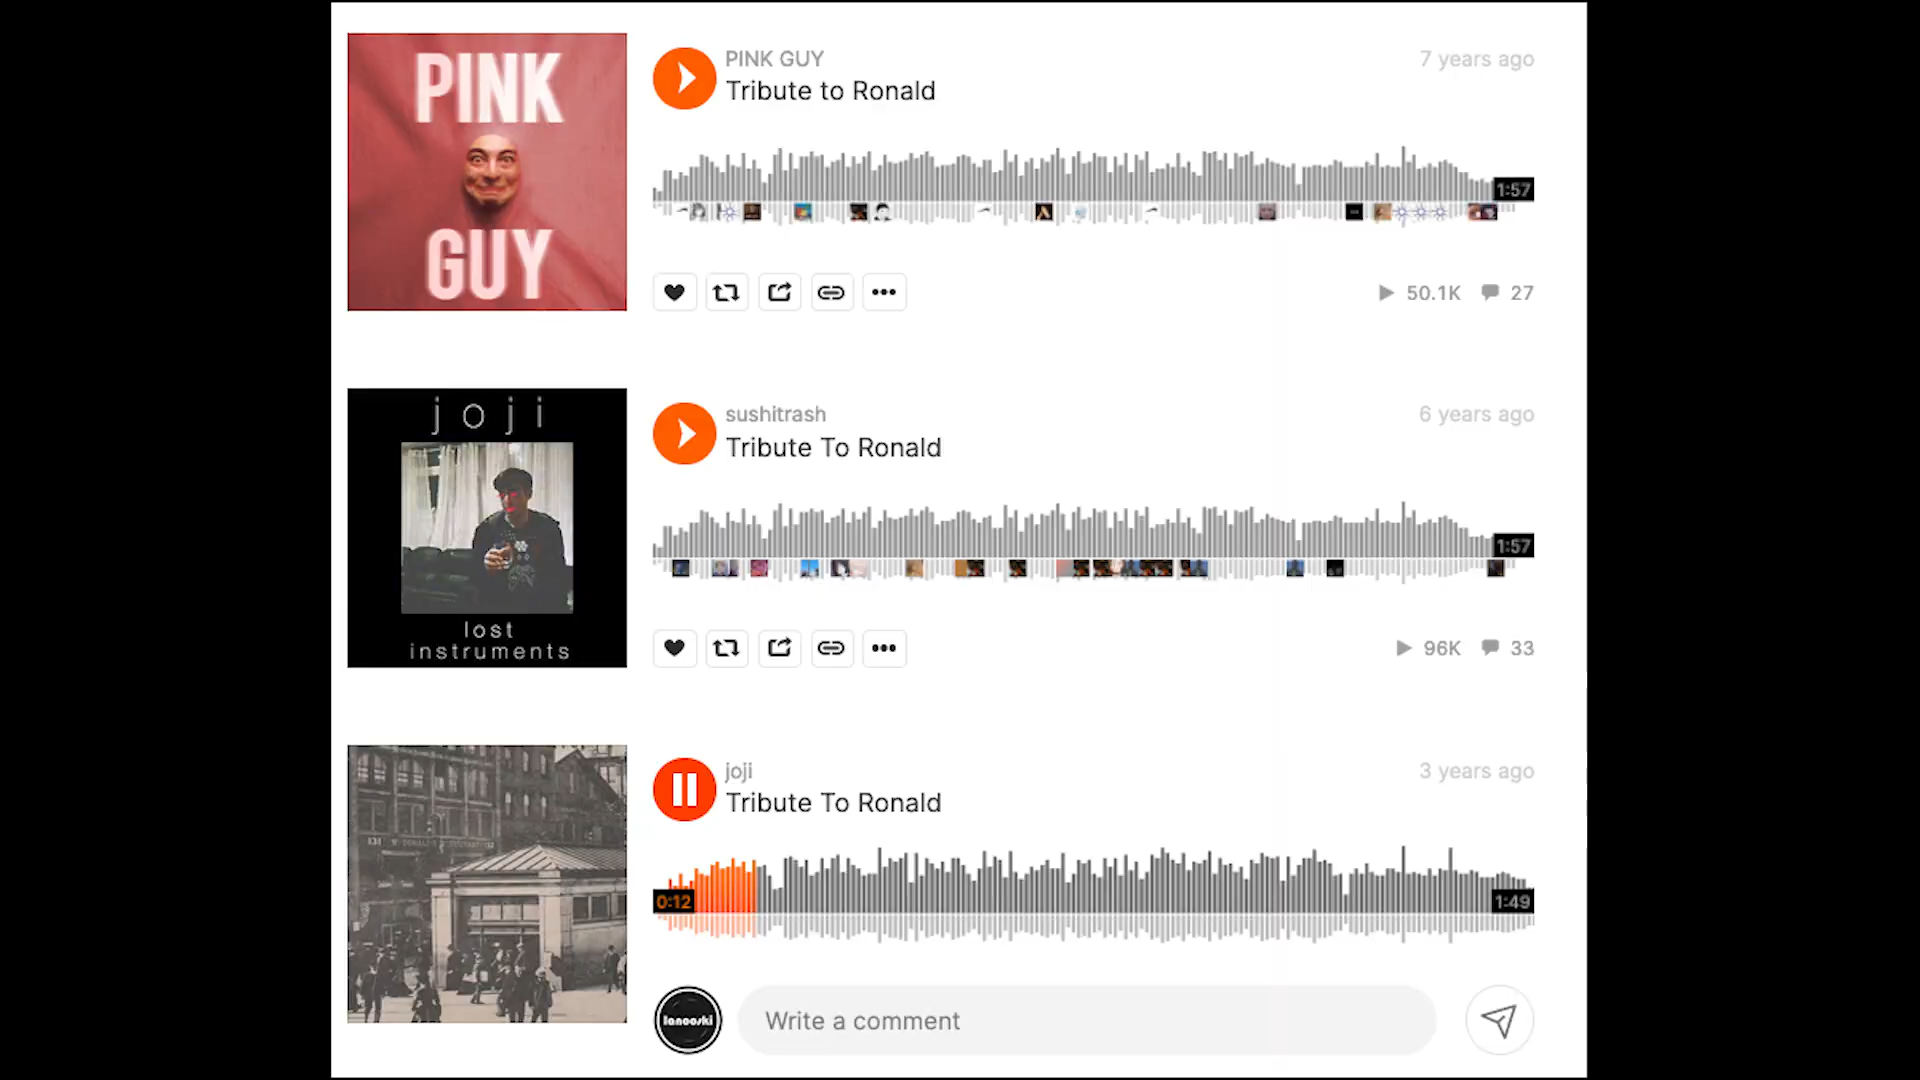 PINK
GUY
PINK GUY
7 years ago
Tribute to Ronald
1:57
50.1K
27
joji
lost
instruments
sushitrash
6 years ago
Tribute To Ronald
1:57
96K
33
joji
3 years ago
Tribute To Ronald
0:12
1:49
131
lanooski
Write a comment